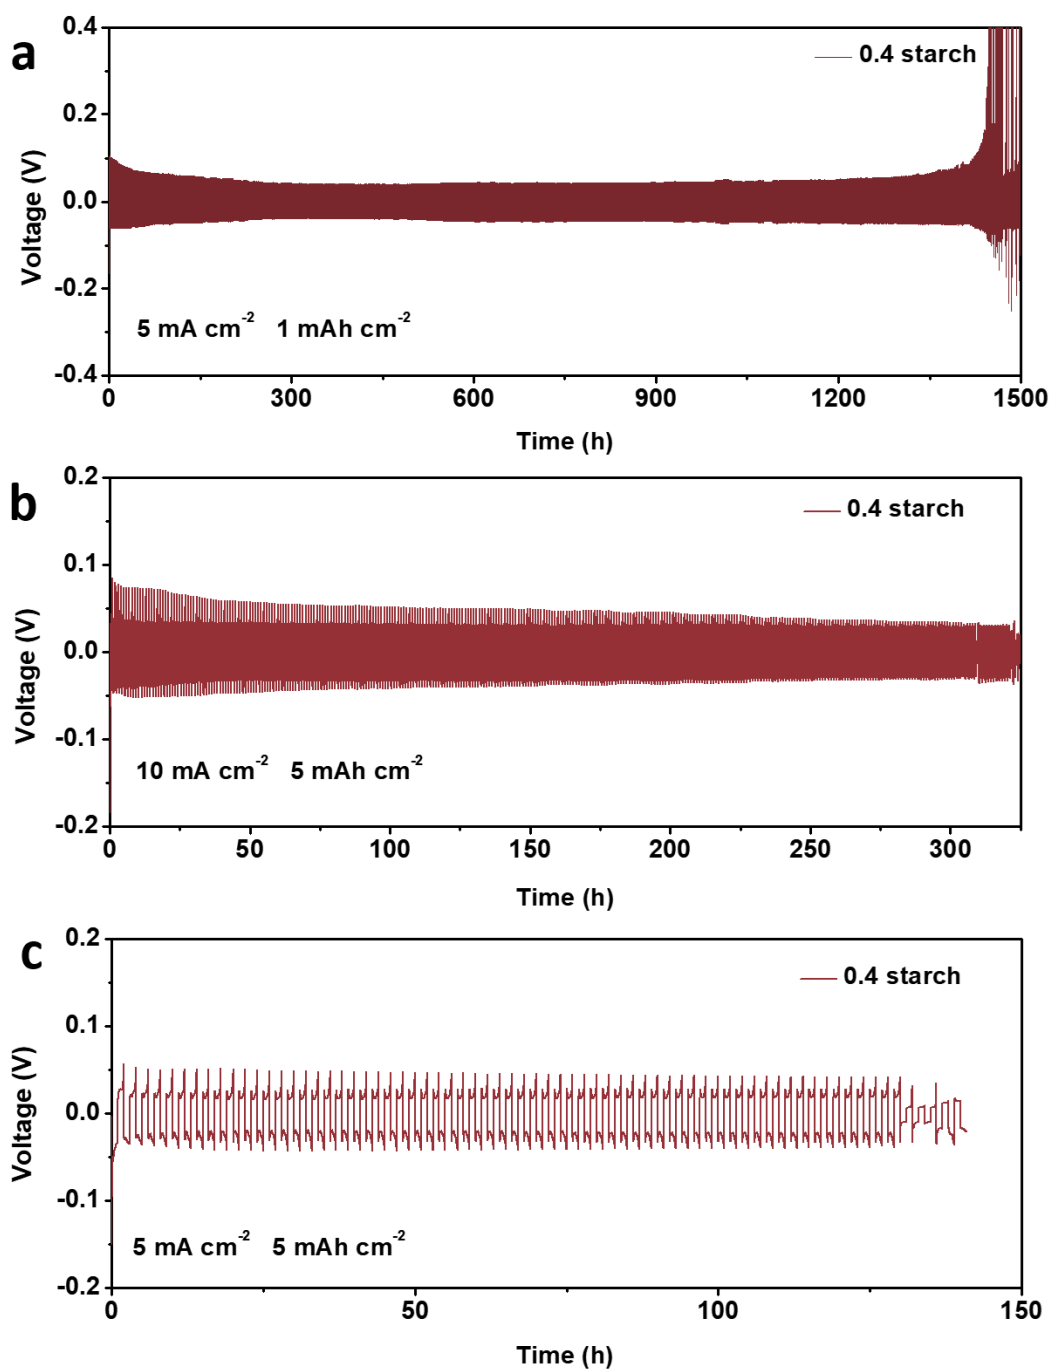 a
0.4 starch
0.4
0.2
0.0
-0.2
-0.4
Voltage (V)
5 mA cm⁻² 1 mAh cm⁻²
0 300 600 900 1200 1500
Time (h)
b
0.4 starch
0.2
0.1
0.0
-0.1
-0.2
Voltage (V)
10 mA cm⁻² 5 mAh cm⁻²
0 50 100 150 200 250 300
Time (h)
c
0.4 starch
0.2
0.1
0.0
-0.1
-0.2
Voltage (V)
5 mA cm⁻² 5 mAh cm⁻²
0 50 100 150
Time (h)